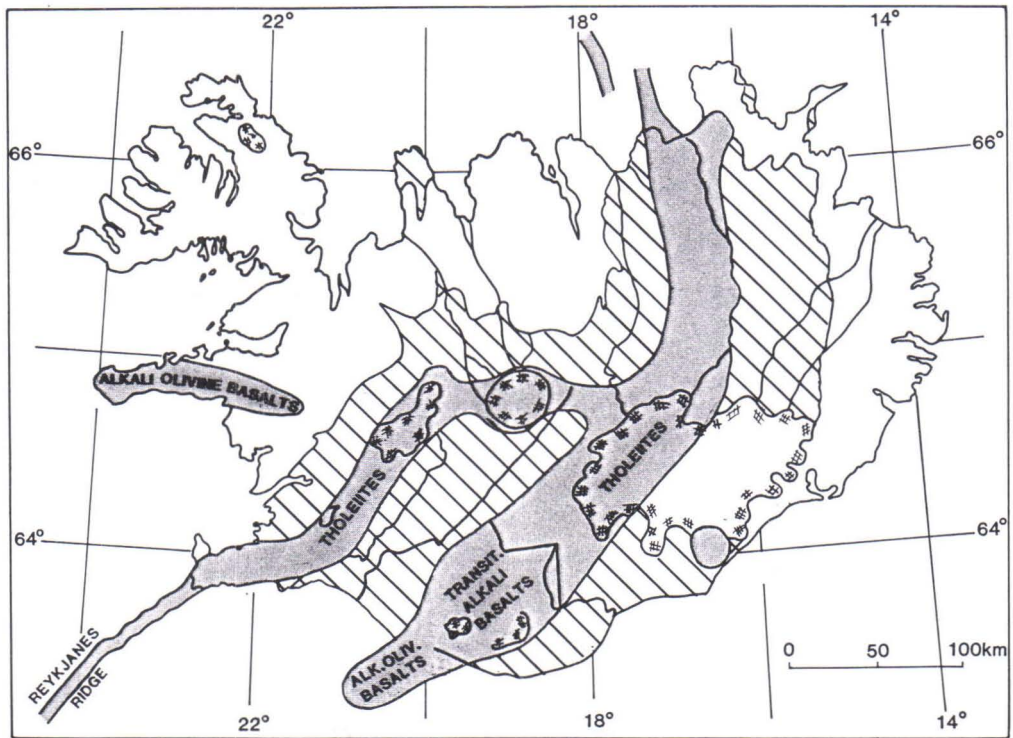 22°
18°
14°
66°
66°
ALKALI OLIVINE BASALTS
THOLEIITES
THOLEIITES
64°
64°
TRANSIT.
ALKALI
BASALTS
ALK. OLIV.
BASALTS
REYKJANES
RIDGE
0 50 100km
22°
18°
14°